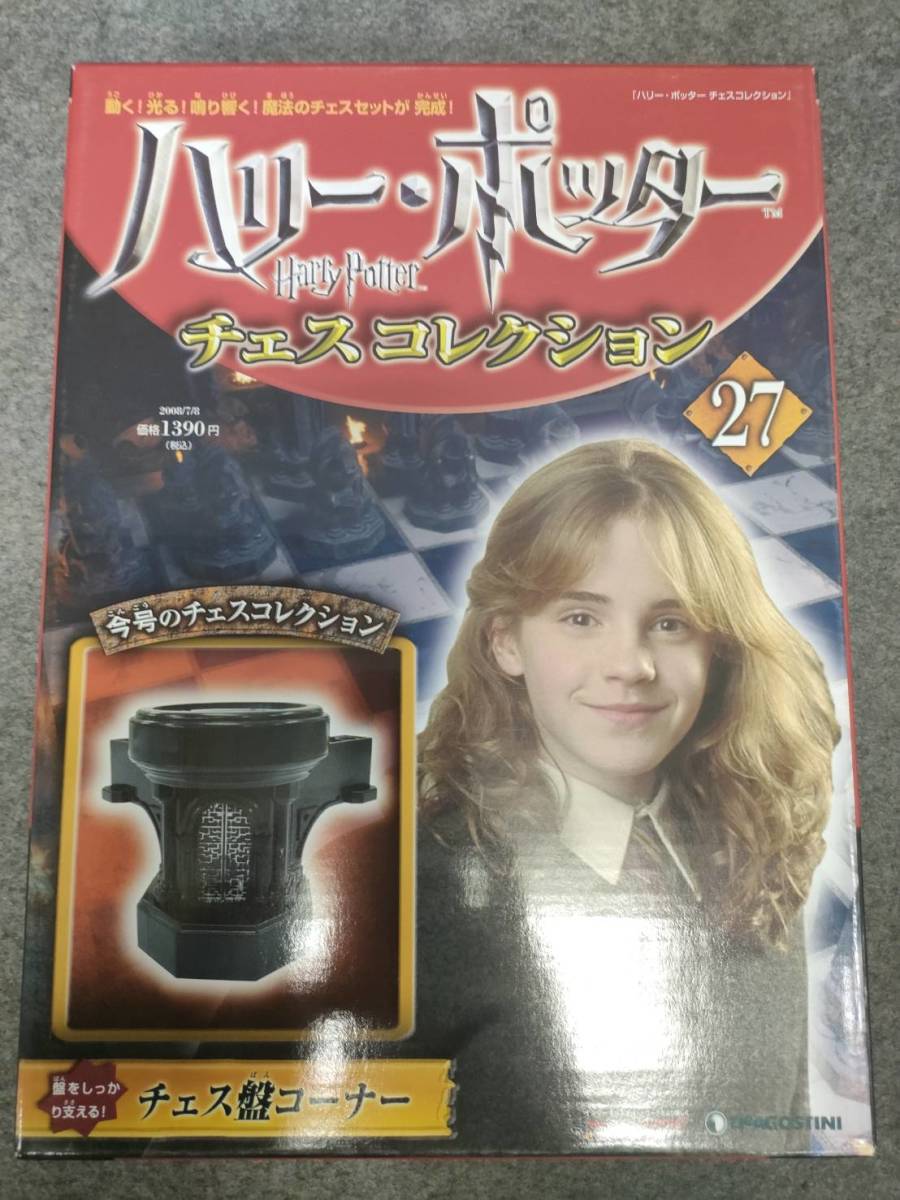 動く！光る！鳴り響く！魔法のチェスセットが 完成！
「ハリー・ポッター チェスコレクション」
ハリー・ポッター™
Harry Potter™
チェス コレクション
27
2008/7/8
価格1390円
（税込）
今号のチェスコレクション
盤をしっか
り支える！
チェス盤コーナー
DEAGOSTINI